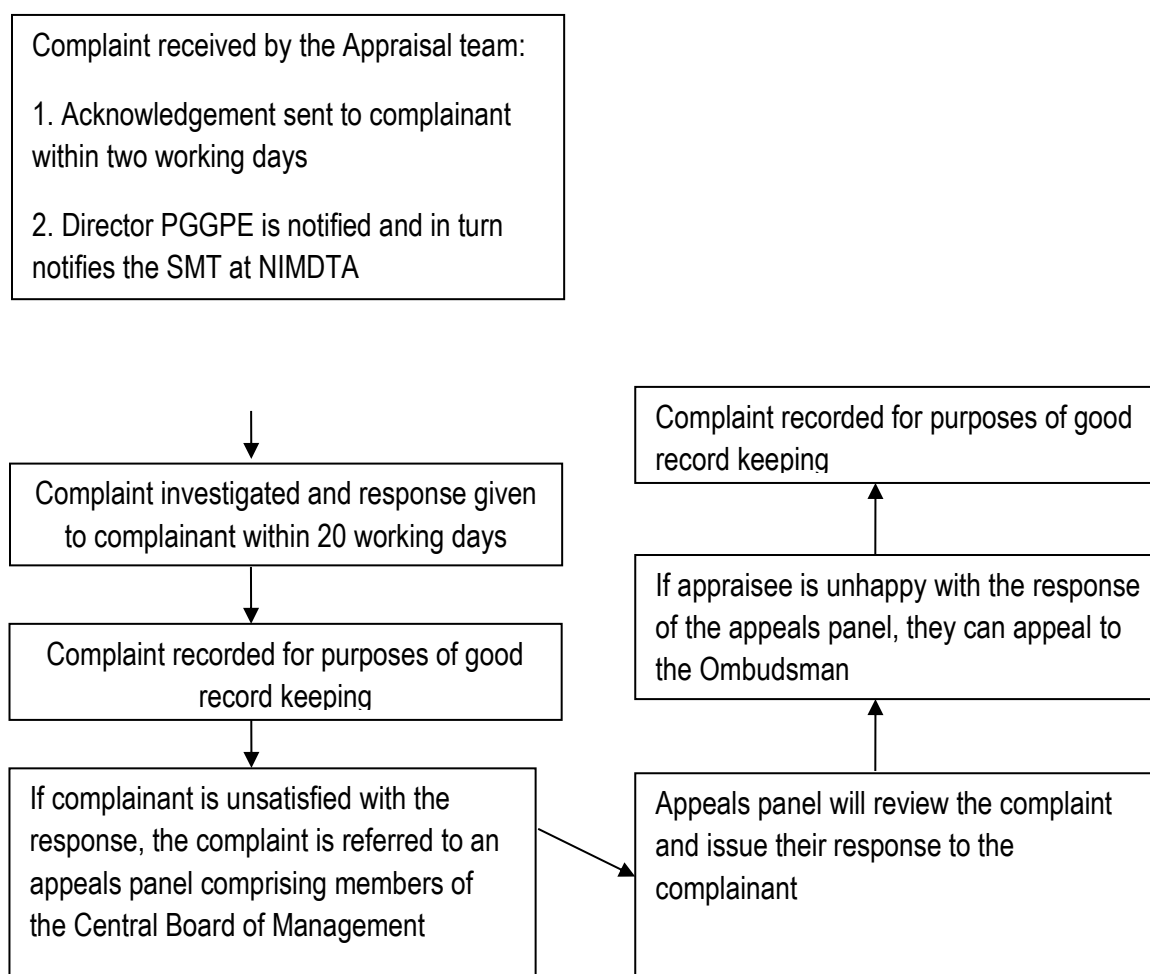 Complaint received by the Appraisal team:
1. Acknowledgement sent to complainant
within two working days
2. Director PGGPE is notified and in turn
notifies the SMT at NIMDTA
Complaint investigated and response given
to complainant within 20 working days
Complaint recorded for purposes of good
record keeping
If complainant is unsatisfied with the
response, the complaint is referred to an
appeals panel comprising members of
the Central Board of Management
Appeals panel will review the complaint
and issue their response to the
complainant
If appraisee is unhappy with the response
of the appeals panel, they can appeal to
the Ombudsman
Complaint recorded for purposes of good
record keeping